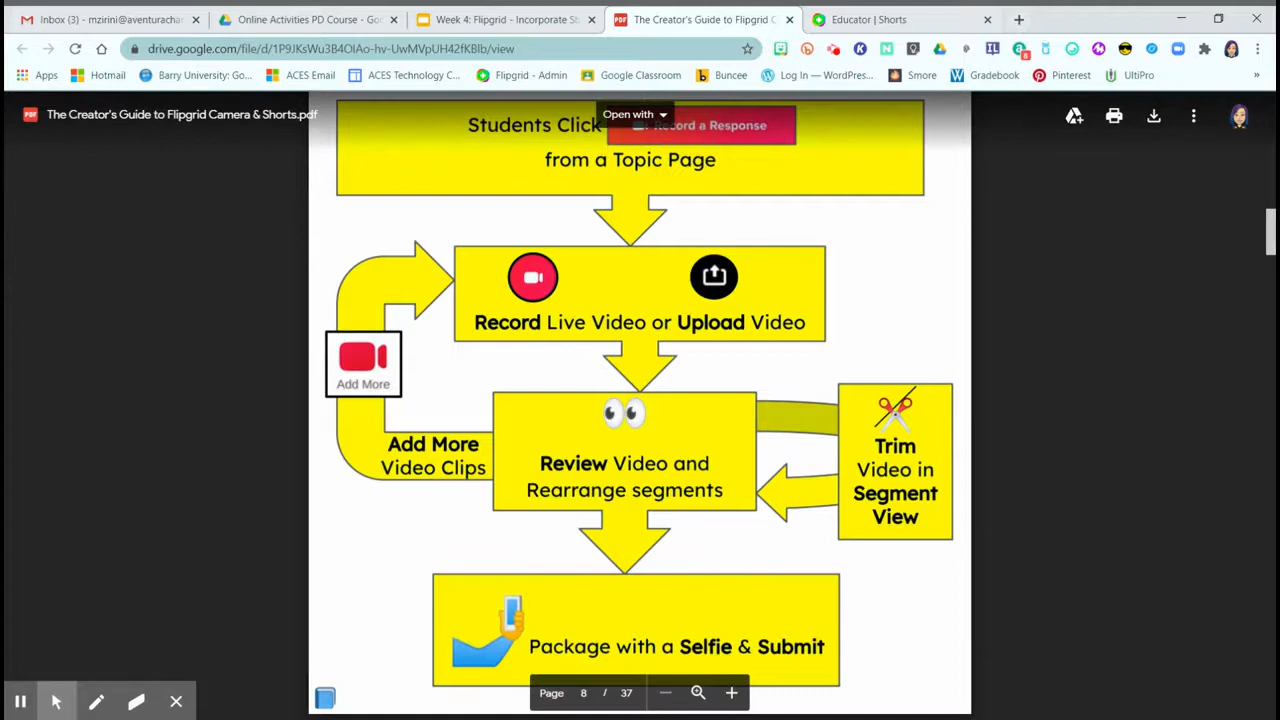 Inbox (3) - mzirini@aventurachar
Online Activities PD Course - Goo
Week 4: Flipgrid - Incorporate Sh
The Creator's Guide to Flipgrid C
Educator | Shorts
drive.google.com/file/d/1P9JKsWu3B4OIAo-hv-UwMVpUH42fKBIb/view
Apps
Hotmail
Barry University: Go...
ACES Email
ACES Technology C...
Flipgrid - Admin
Google Classroom
Buncee
Log In — WordPres...
Smore
Gradebook
Pinterest
UltiPro
»
The Creator's Guide to Flipgrid Camera & Shorts.pdf
Open with
Students Click
Record a Response
from a Topic Page
Record Live Video or Upload Video
Add More
Add More
Video Clips
Review Video and
Rearrange segments
Trim
Video in
Segment
View
Package with a Selfie & Submit
Page 8 / 37